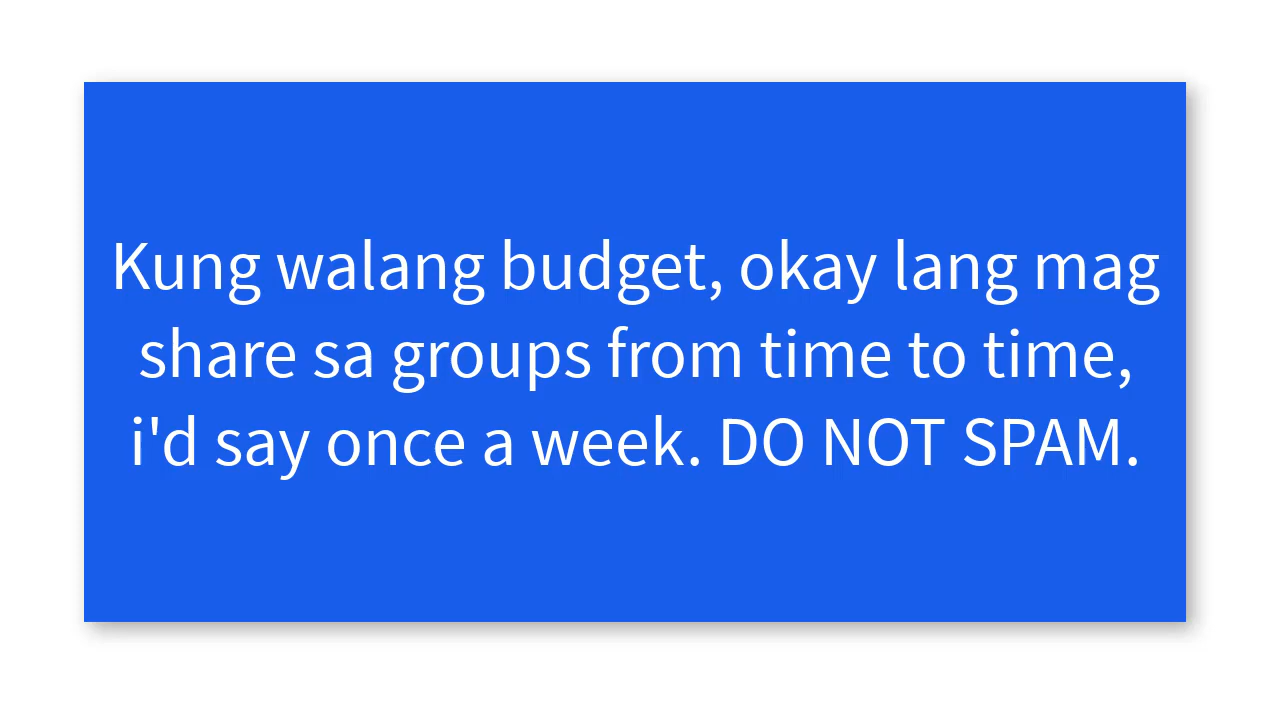 Kung walang budget, okay lang mag
share sa groups from time to time,
i'd say once a week. DO NOT SPAM.